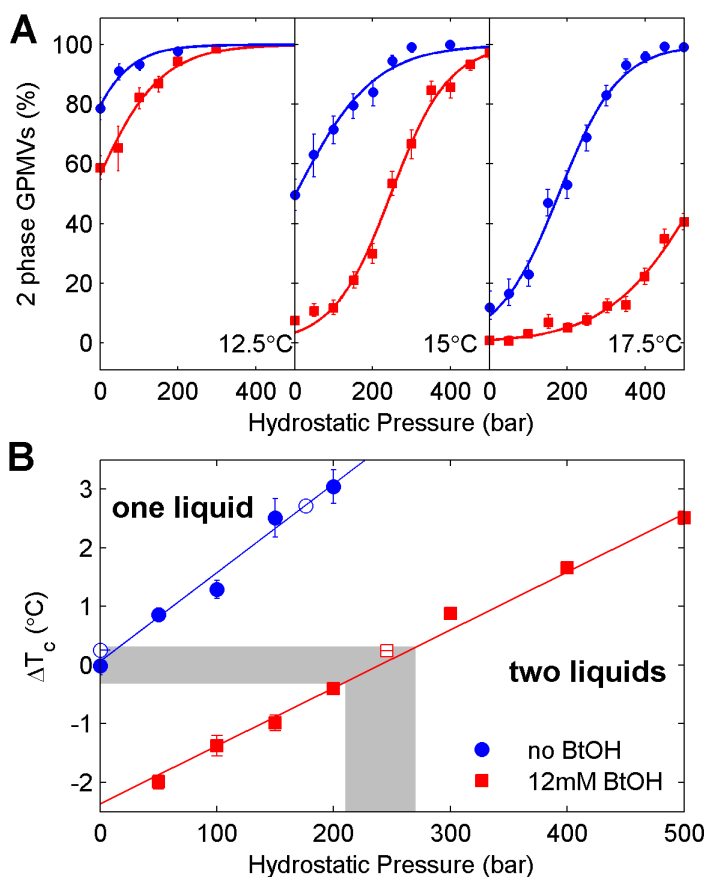 A
2 phase GPMVs (%)
100
80
60
40
20
0
12.5°C
15°C
17.5°C
0 200 400 0 200 400 0 200 400
Hydrostatic Pressure (bar)
B
ΔTc (°C)
3
2
1
0
-1
-2
one liquid
two liquids
no BtOH
12mM BtOH
0 100 200 300 400 500
Hydrostatic Pressure (bar)